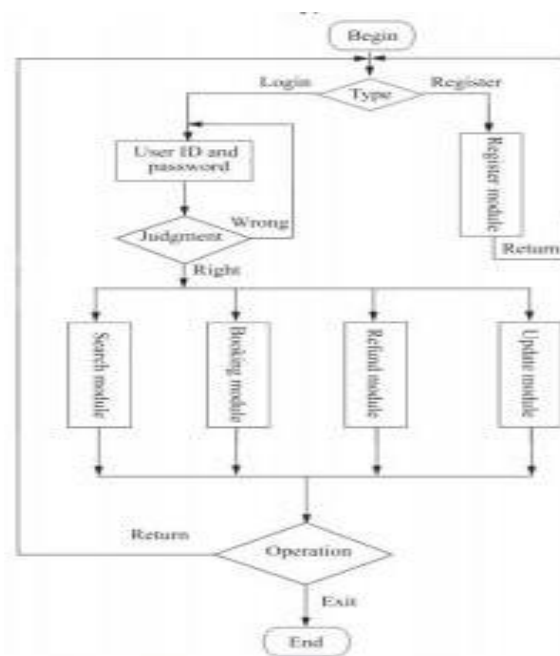 Begin
Login
Type
Register
User ID and
password
Register module
Wrong
Judgment
Return
Right
Search module
Booking module
Refund module
Update module
Return
Operation
Exit
End